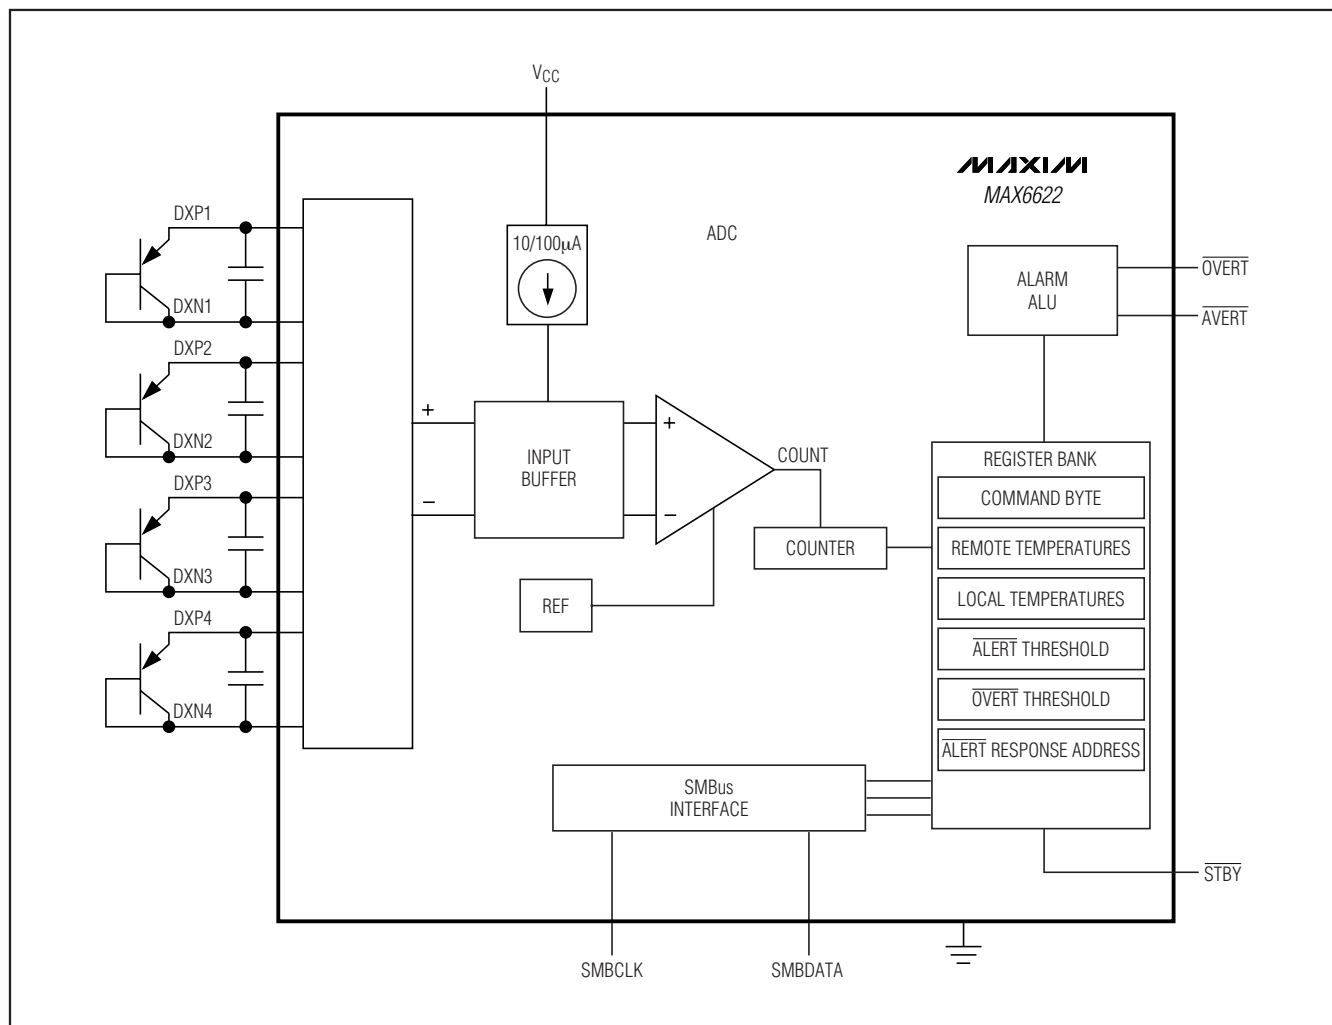 VCC
MAXIM
MAX6622
DXP1
10/100µA
ADC
ALARM
ALU
OVERT
AVERT
DXN1
DXP2
DXN2
+
−
INPUT
BUFFER
+
−
COUNT
REGISTER BANK
COMMAND BYTE
DXP3
COUNTER
REMOTE TEMPERATURES
DXN3
REF
LOCAL TEMPERATURES
DXP4
ALERT THRESHOLD
OVERT THRESHOLD
DXN4
ALERT RESPONSE ADDRESS
SMBus
INTERFACE
STBY
SMBCLK
SMBDATA